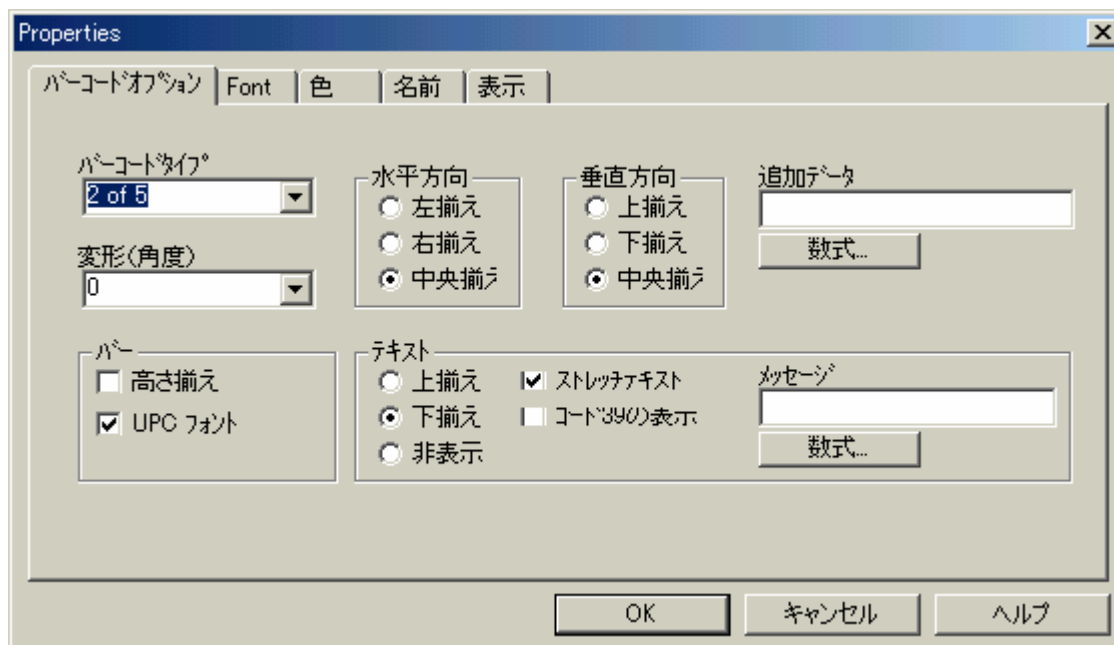 Properties
バーコードオプション
Font
色
名前
表示
バーコードタイプ
2 of 5
変形(角度)
0
水平方向
左揃え
右揃え
中央揃え
垂直方向
上揃え
下揃え
中央揃え
追加データ
数式...
バー
高さ揃え
UPC フォント
テキスト
上揃え
下揃え
非表示
ストレッチテキスト
コード39の表示
メッセージ
数式...
OK
キャンセル
ヘルプ